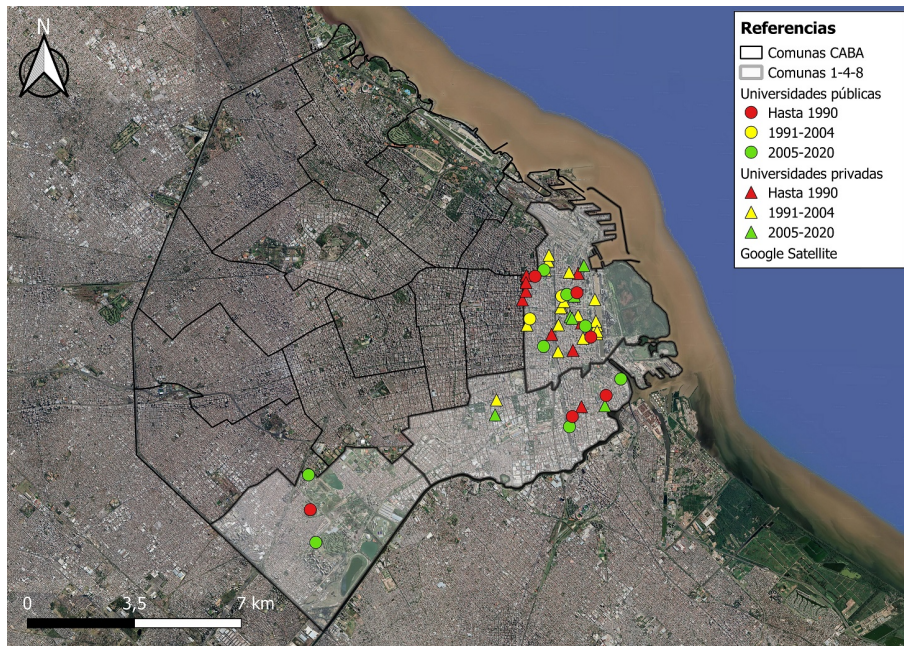 N
Referencias
Comunas CABA
Comunas 1-4-8
Universidades públicas
Hasta 1990
1991-2004
2005-2020
Universidades privadas
Hasta 1990
1991-2004
2005-2020
Google Satellite
0 3,5 7 km